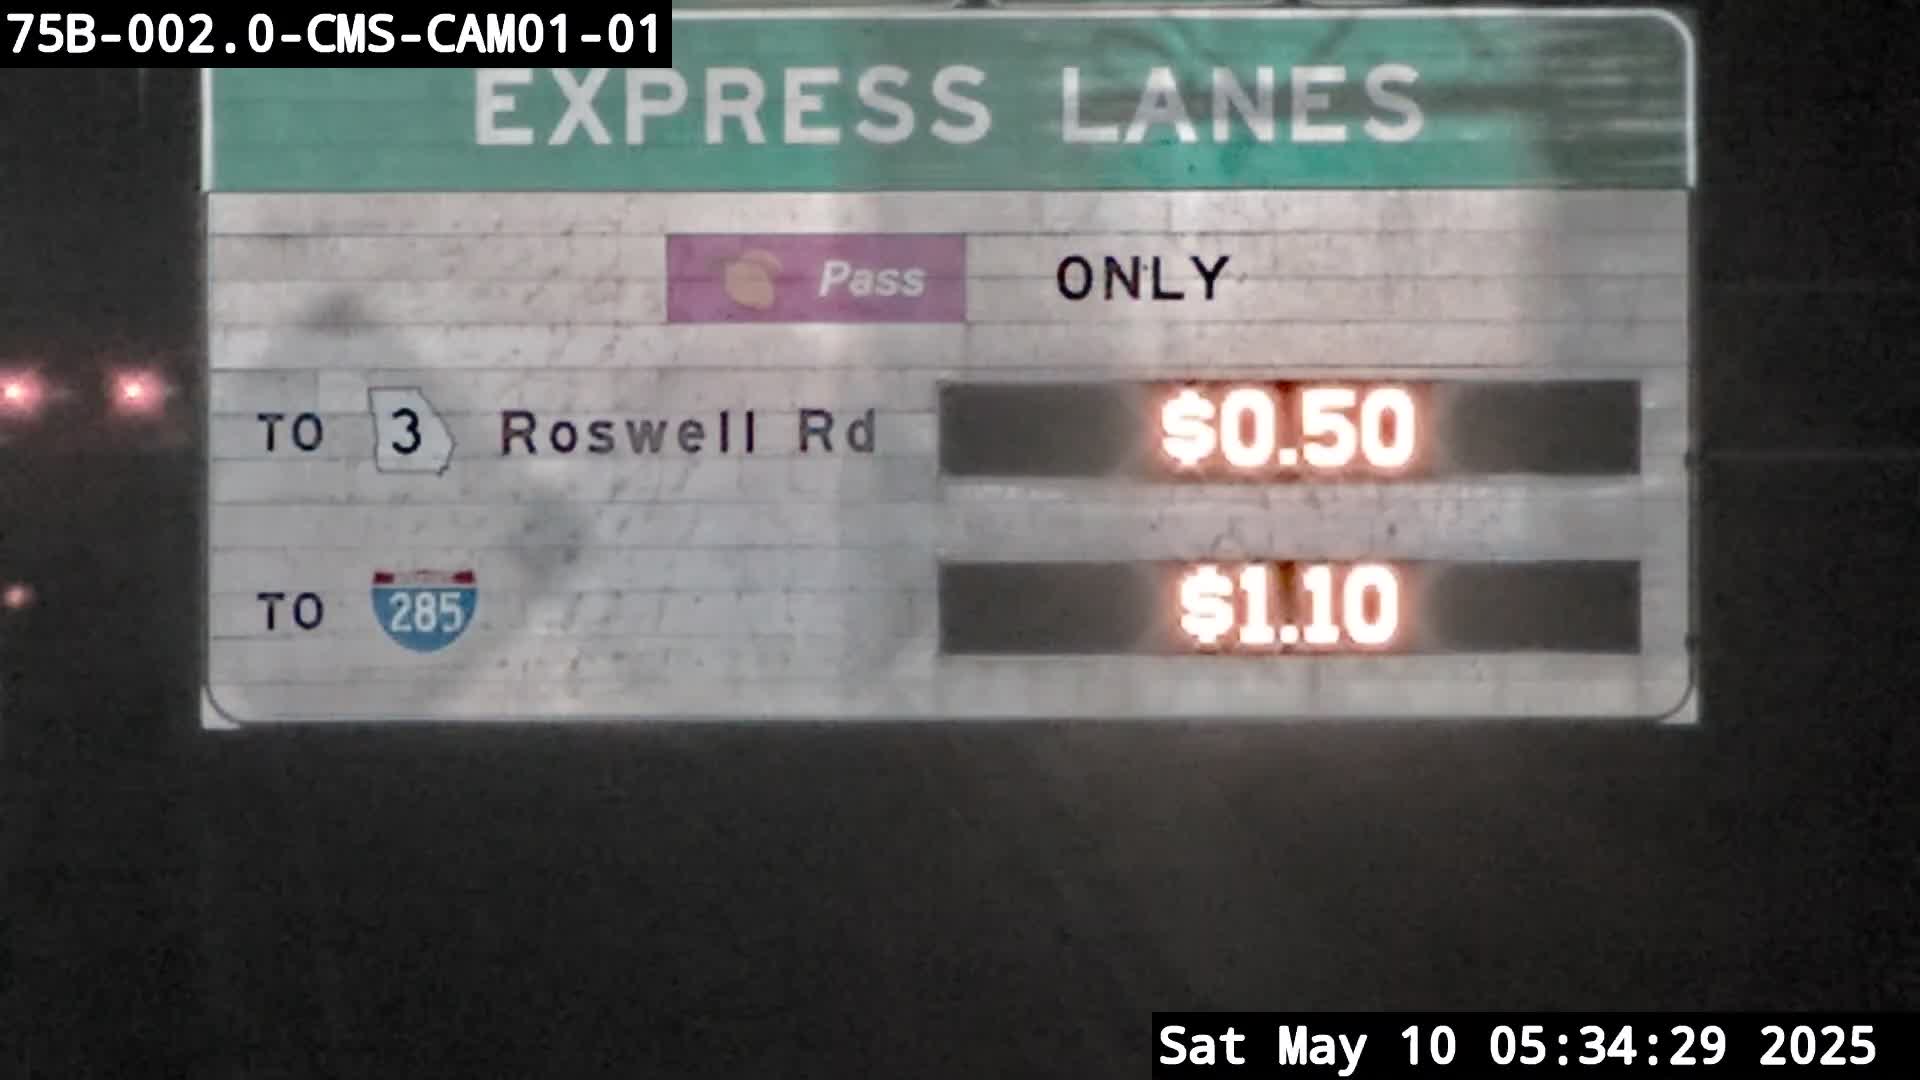 75B-002.0-CMS-CAM01-01
EXPRESS LANES
Pass ONLY
TO 3 Roswell Rd $0.50
TO 285 $1.10
Sat May 10 05:34:29 2025